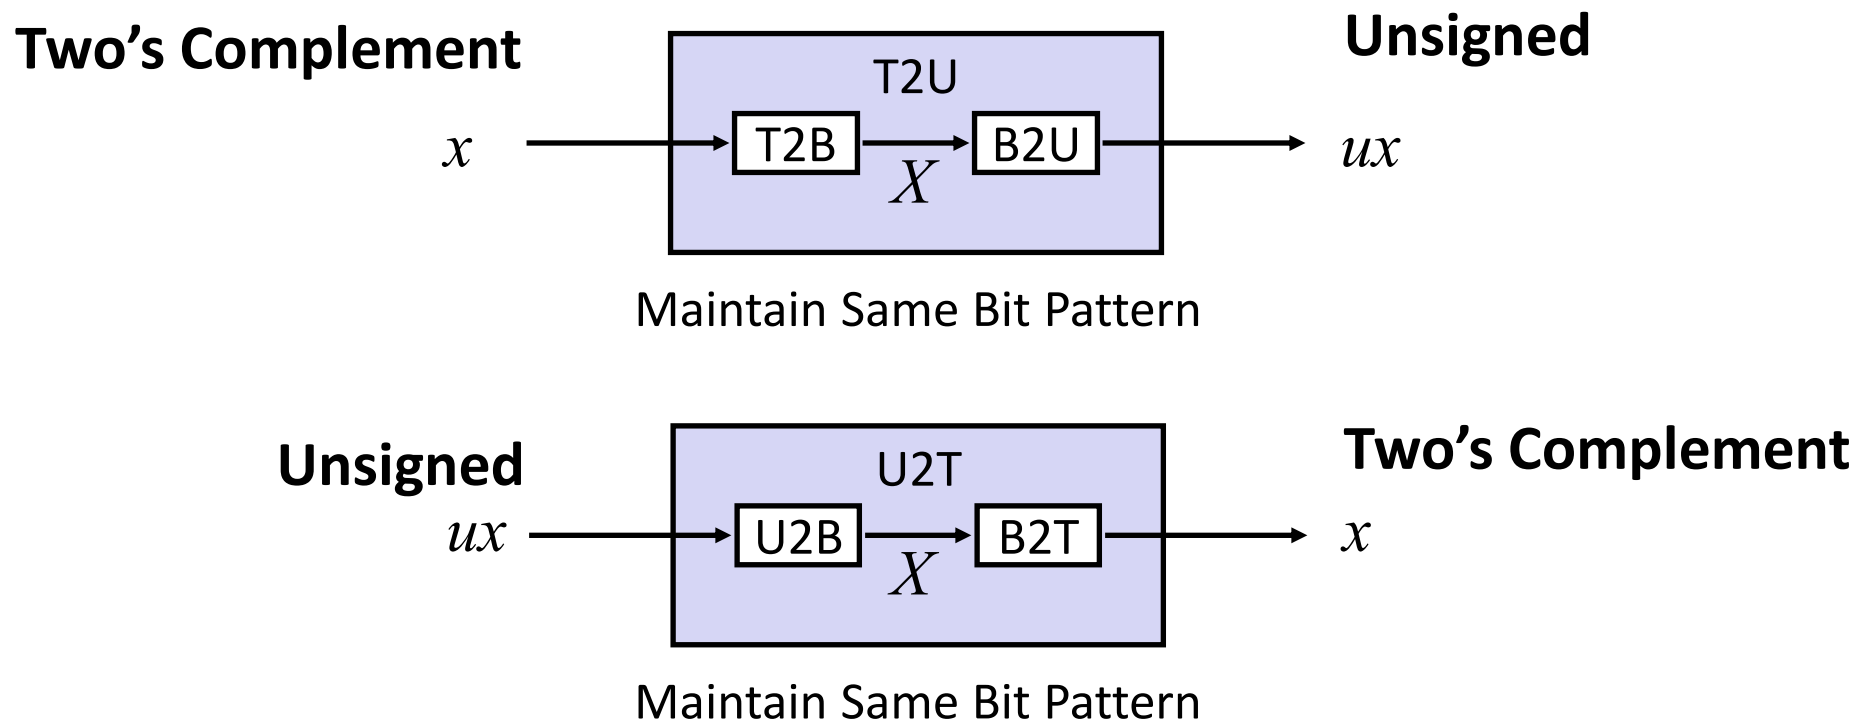 Two’s Complement
Unsigned
T2U
x
T2B
X
B2U
ux
Maintain Same Bit Pattern
Unsigned
Two’s Complement
U2T
ux
U2B
X
B2T
x
Maintain Same Bit Pattern